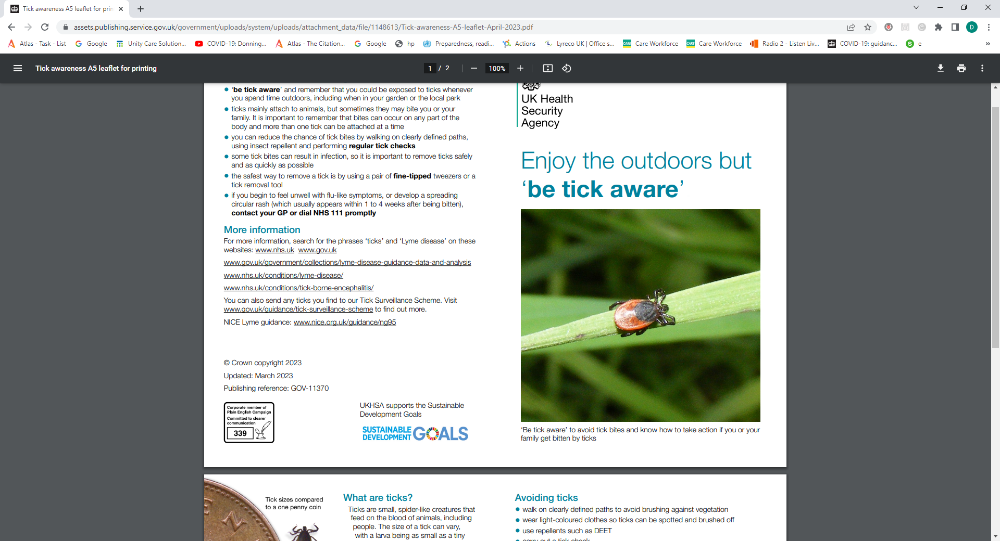 Tick awareness A5 leaflet for prin
assets.publishing.service.gov.uk/government/uploads/system/uploads/attachment_data/file/1148613/Tick-awareness-A5-leaflet-April-2023.pdf
D
Atlas - Task - List
Google
Unity Care Solution...
COVID-19: Donning...
Atlas - The Citation...
Google
hp
Preparedness, readi...
Actions
Lyreco UK | Office s...
Care Workforce
Care Workforce
Radio 2 - Listen Liv...
COVID-19: guidanc...
e
Tick awareness A5 leaflet for printing
1 / 2
100%
‘be tick aware’ and remember that you could be exposed to ticks whenever
you spend time outdoors, including when in your garden or the local park
ticks mainly attach to animals, but sometimes they may bite you or your
family. It is important to remember that bites can occur on any part of the
body and more than one tick can be attached at a time
you can reduce the chance of tick bites by walking on clearly defined paths,
using insect repellent and performing regular tick checks
some tick bites can result in infection, so it is important to remove ticks safely
and as quickly as possible
the safest way to remove a tick is by using a pair of fine-tipped tweezers or a
tick removal tool
if you begin to feel unwell with flu-like symptoms, or develop a spreading
circular rash (which usually appears within 1 to 4 weeks after being bitten),
contact your GP or dial NHS 111 promptly
More information
For more information, search for the phrases ‘ticks’ and ‘Lyme disease’ on these
websites: www.nhs.uk www.gov.uk
www.gov.uk/government/collections/lyme-disease-guidance-data-and-analysis
www.nhs.uk/conditions/lyme-disease/
www.nhs.uk/conditions/tick-borne-encephalitis/
You can also send any ticks you find to our Tick Surveillance Scheme. Visit
www.gov.uk/guidance/tick-surveillance-scheme to find out more.
NICE Lyme guidance: www.nice.org.uk/guidance/ng95
© Crown copyright 2023
Updated: March 2023
Publishing reference: GOV-11370
Corporate member of
Plain English Campaign
Committed to clearer
communication
339
UKHSA supports the Sustainable
Development Goals
SUSTAINABLE
DEVELOPMENT
GOALS
UK Health
Security
Agency
Enjoy the outdoors but
‘be tick aware’
‘Be tick aware’ to avoid tick bites and know how to take action if you or your
family get bitten by ticks
Tick sizes compared
to a one penny coin
What are ticks?
Ticks are small, spider-like creatures that
feed on the blood of animals, including
people. The size of a tick can vary,
with a larva being as small as a tiny
Avoiding ticks
walk on clearly defined paths to avoid brushing against vegetation
wear light-coloured clothes so ticks can be spotted and brushed off
use repellents such as DEET
carry out a tick check